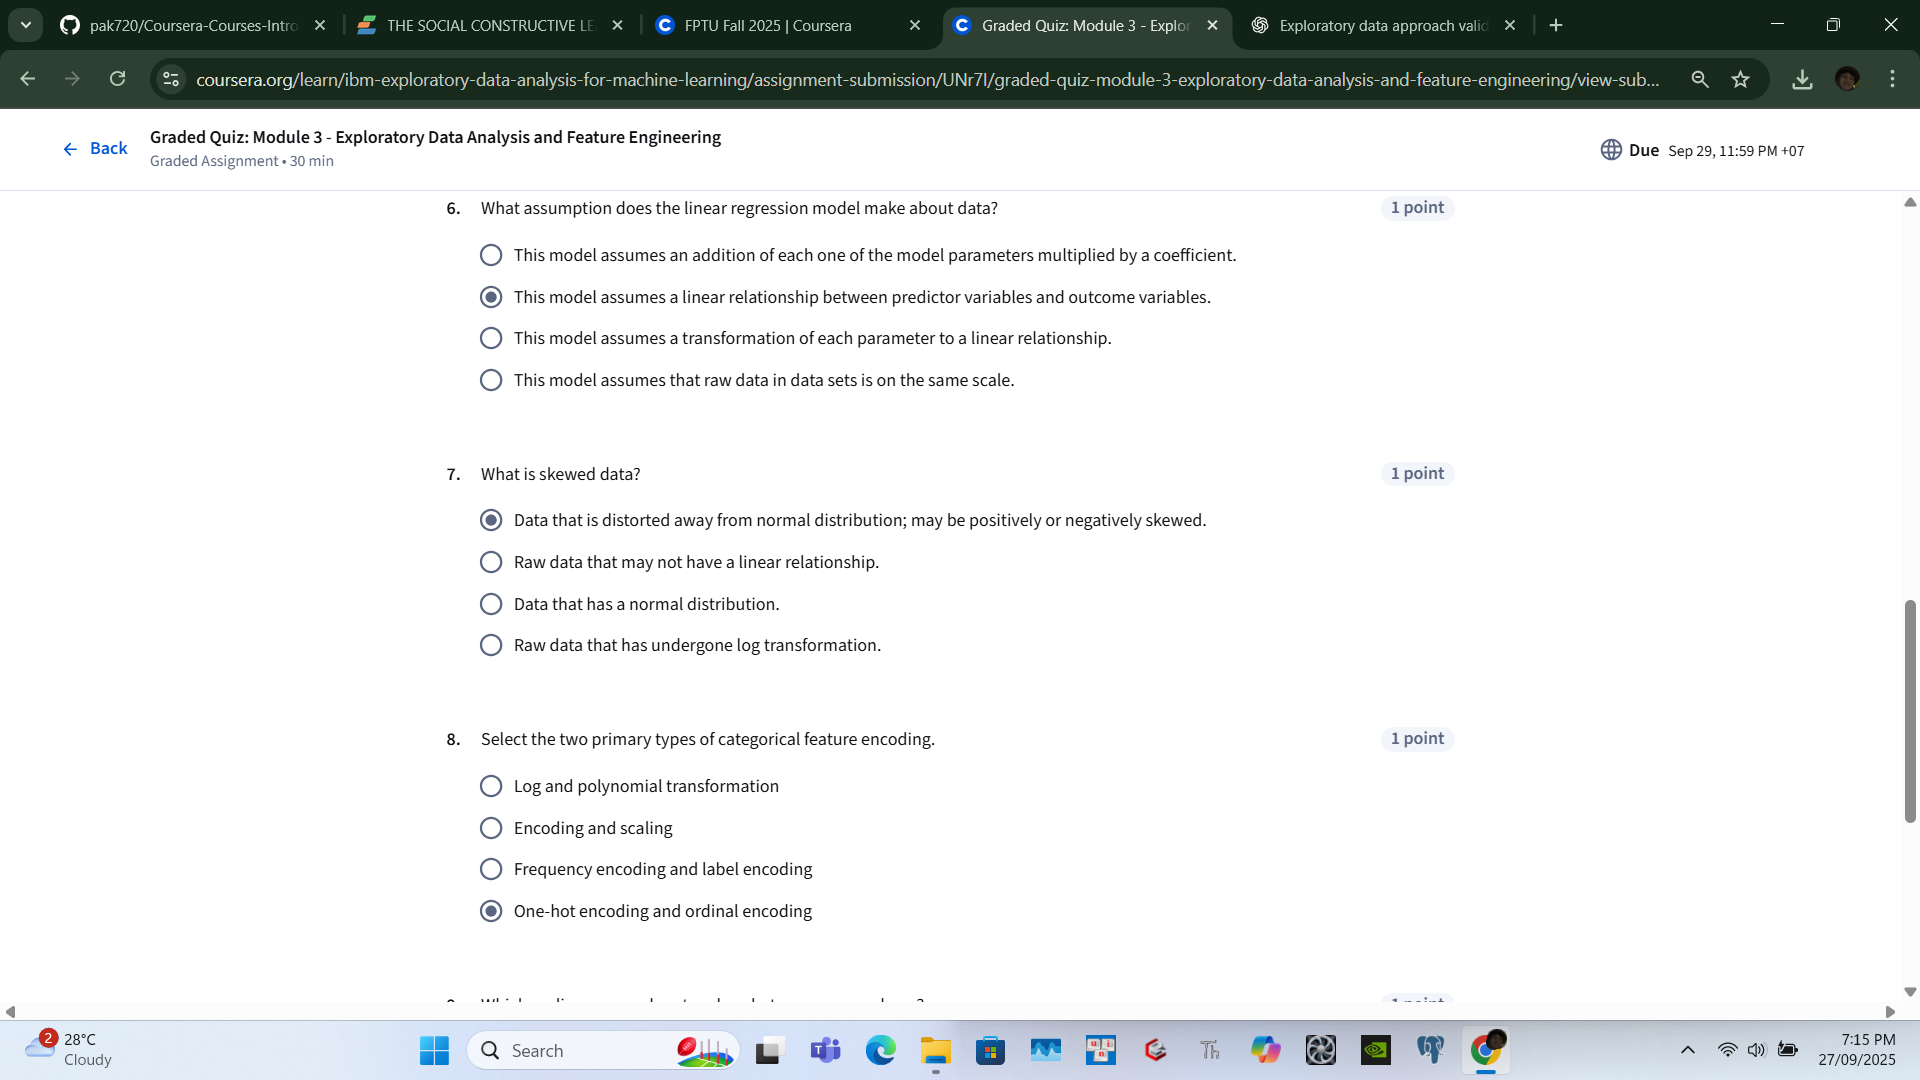 pak720/Coursera-Courses-Intro
THE SOCIAL CONSTRUCTIVE LE
FPTU Fall 2025 | Coursera
Graded Quiz: Module 3 - Explor
Exploratory data approach valid
coursera.org/learn/ibm-exploratory-data-analysis-for-machine-learning/assignment-submission/UNr7I/graded-quiz-module-3-exploratory-data-analysis-and-feature-engineering/view-sub...
Back
Graded Quiz: Module 3 - Exploratory Data Analysis and Feature Engineering
Graded Assignment • 30 min
Due Sep 29, 11:59 PM +07
6. What assumption does the linear regression model make about data?
1 point
This model assumes an addition of each one of the model parameters multiplied by a coefficient.
This model assumes a linear relationship between predictor variables and outcome variables.
This model assumes a transformation of each parameter to a linear relationship.
This model assumes that raw data in data sets is on the same scale.
7. What is skewed data?
1 point
Data that is distorted away from normal distribution; may be positively or negatively skewed.
Raw data that may not have a linear relationship.
Data that has a normal distribution.
Raw data that has undergone log transformation.
8. Select the two primary types of categorical feature encoding.
1 point
Log and polynomial transformation
Encoding and scaling
Frequency encoding and label encoding
One-hot encoding and ordinal encoding
1 point
2
28°C
Cloudy
Search
7:15 PM
27/09/2025